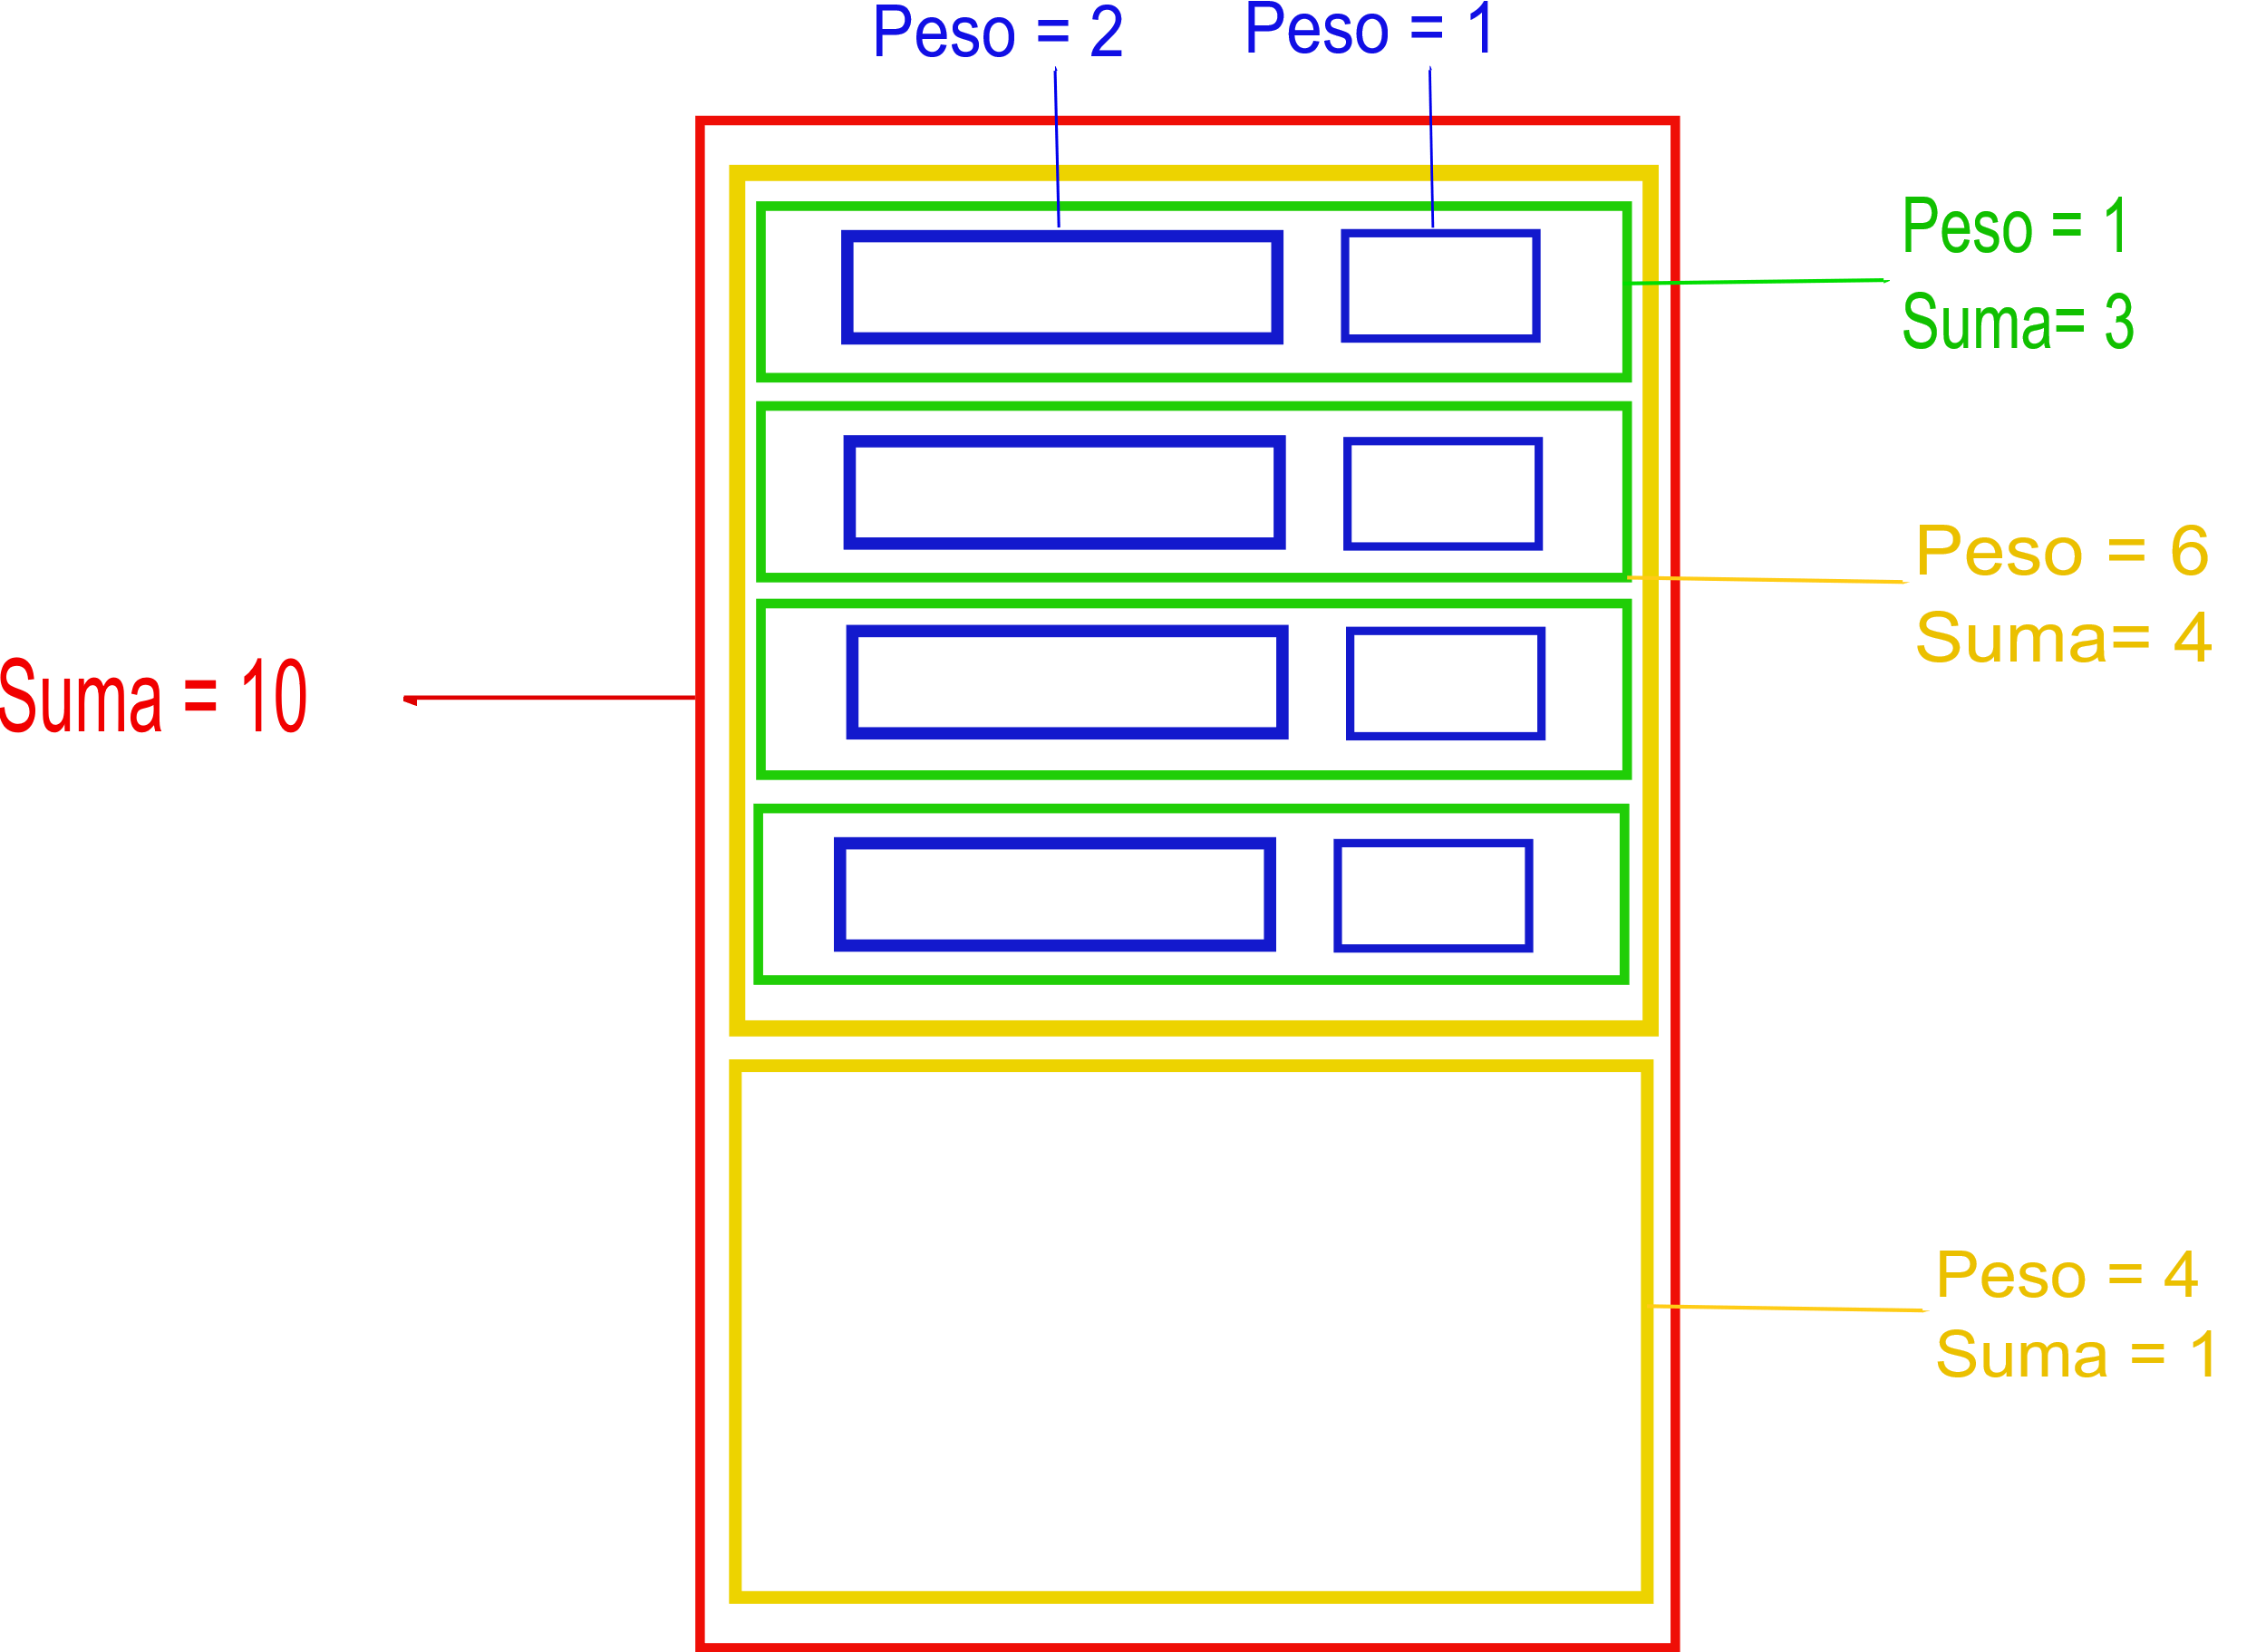 Peso = 2
Peso = 1
Peso = 1
Suma= 3
Peso = 6
Suma= 4
Suma = 10
Peso = 4
Suma = 1